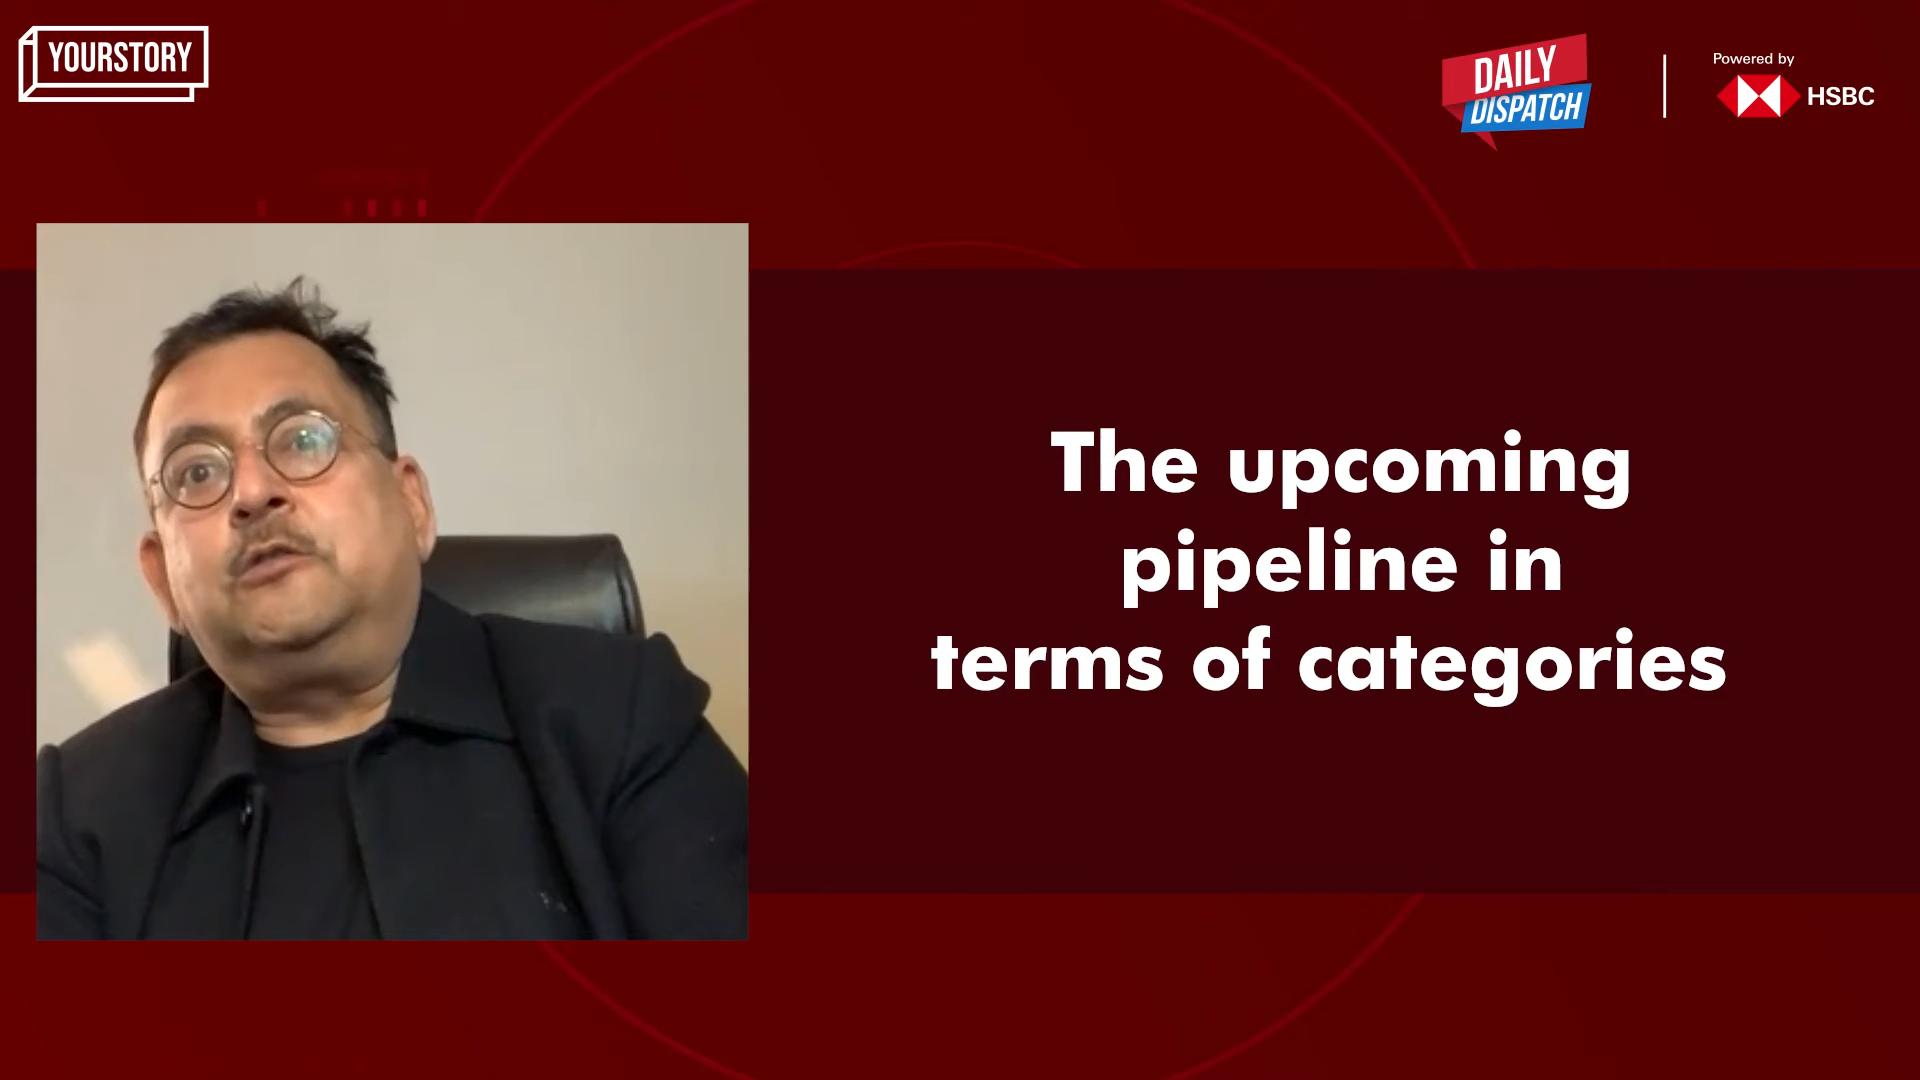 YOURSTORY
DAILY
DISPATCH
Powered by
HSBC
The upcoming
pipeline in
terms of categories